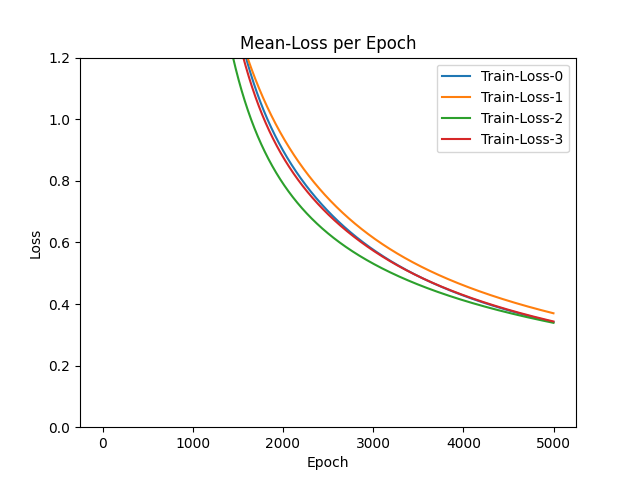 Mean-Loss per Epoch
1.2
1.0
0.8
0.6
0.4
0.2
0.0
Loss
Train-Loss-0
Train-Loss-1
Train-Loss-2
Train-Loss-3
0 1000 2000 3000 4000 5000
Epoch